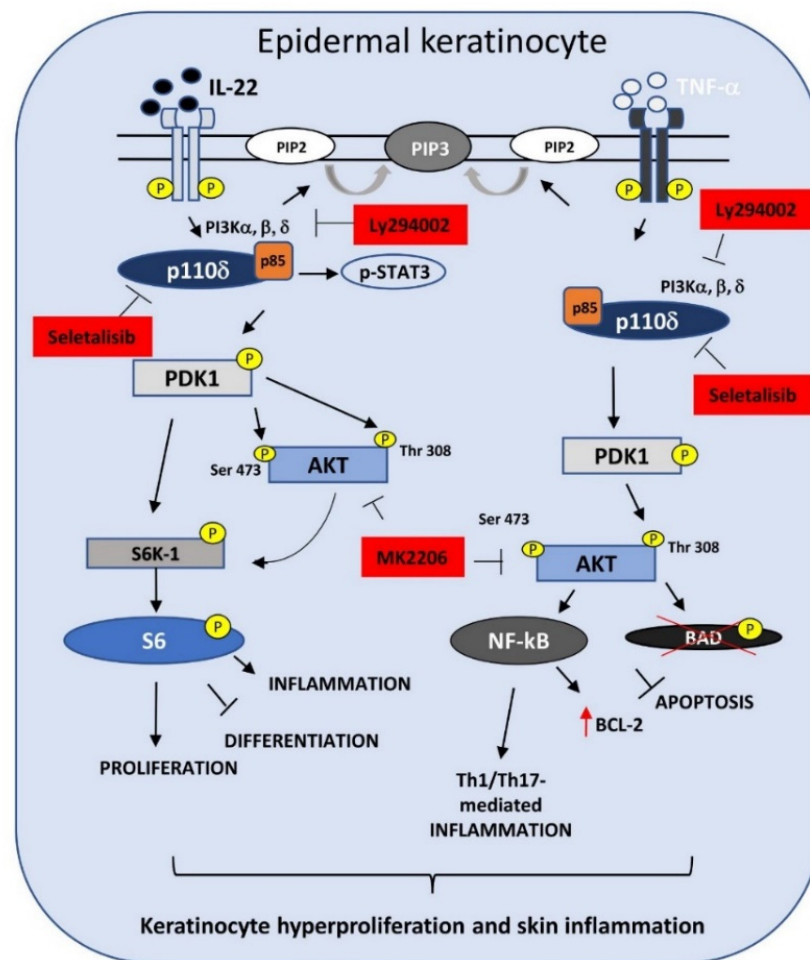 Epidermal keratinocyte
IL-22
TNF-α
PIP2
PIP3
PIP2
P
P
P
P
PI3Kα, β, δ
Ly294002
Ly294002
p85
p110δ
p-STAT3
PI3Kα, β, δ
p85
p110δ
Seletalisib
Seletalisib
P
PDK1
P
P
Ser 473
AKT
Thr 308
PDK1
P
P
S6K-1
MK2206
Ser 473
P
P
Thr 308
AKT
S6
P
NF-kB
BAD
P
INFLAMMATION
DIFFERENTIATION
PROLIFERATION
BCL-2
APOPTOSIS
Th1/Th17-
mediated
INFLAMMATION
Keratinocyte hyperproliferation and skin inflammation